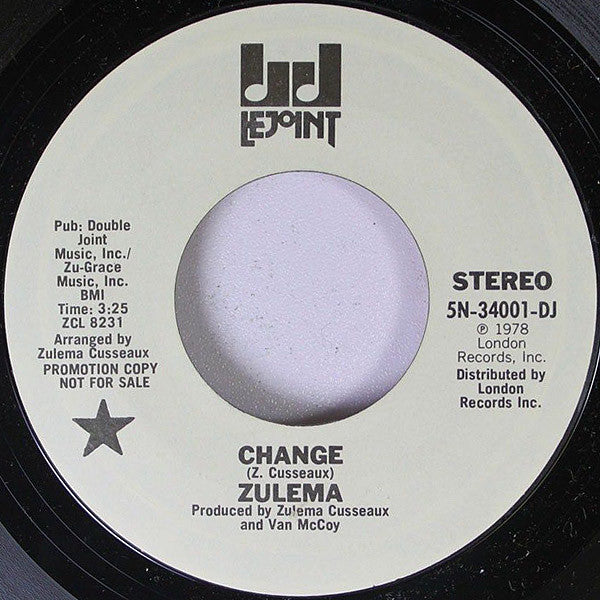 LEJOINT
Pub: Double
Joint
Music, Inc./
Zu-Grace
Music, Inc.
BMI
Time: 3:25
ZCL 8231
Arranged by
Zulema Cusseaux
PROMOTION COPY
NOT FOR SALE
STEREO
5N-34001-DJ
℗ 1978
London
Records, Inc.
Distributed by
London
Records Inc.
CHANGE
(Z. Cusseaux)
ZULEMA
Produced by Zulema Cusseaux
and Van McCoy